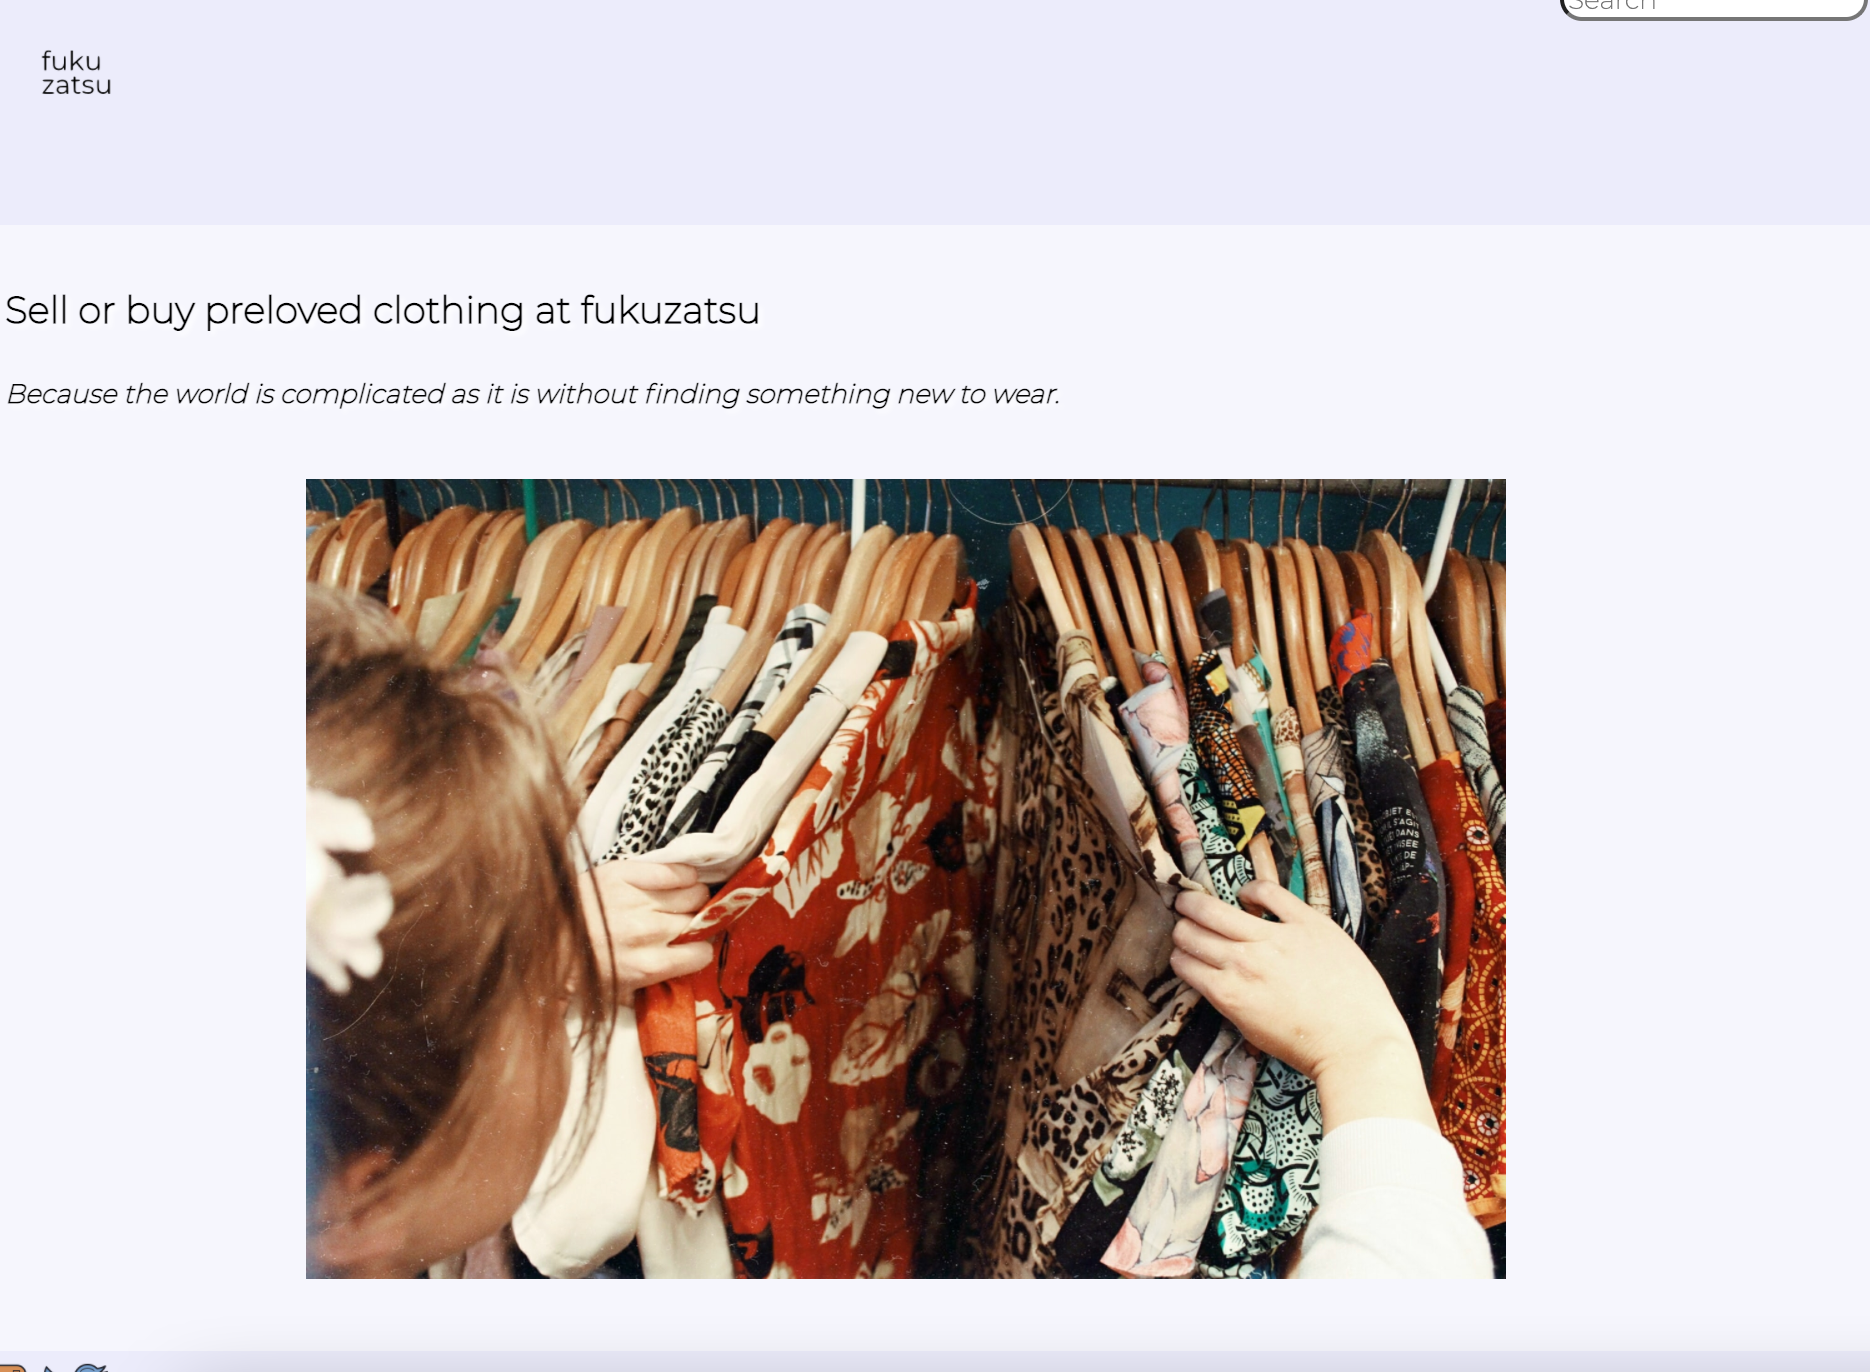 Search
fuku
zatsu
Sell or buy preloved clothing at fukuzatsu
Because the world is complicated as it is without finding something new to wear.